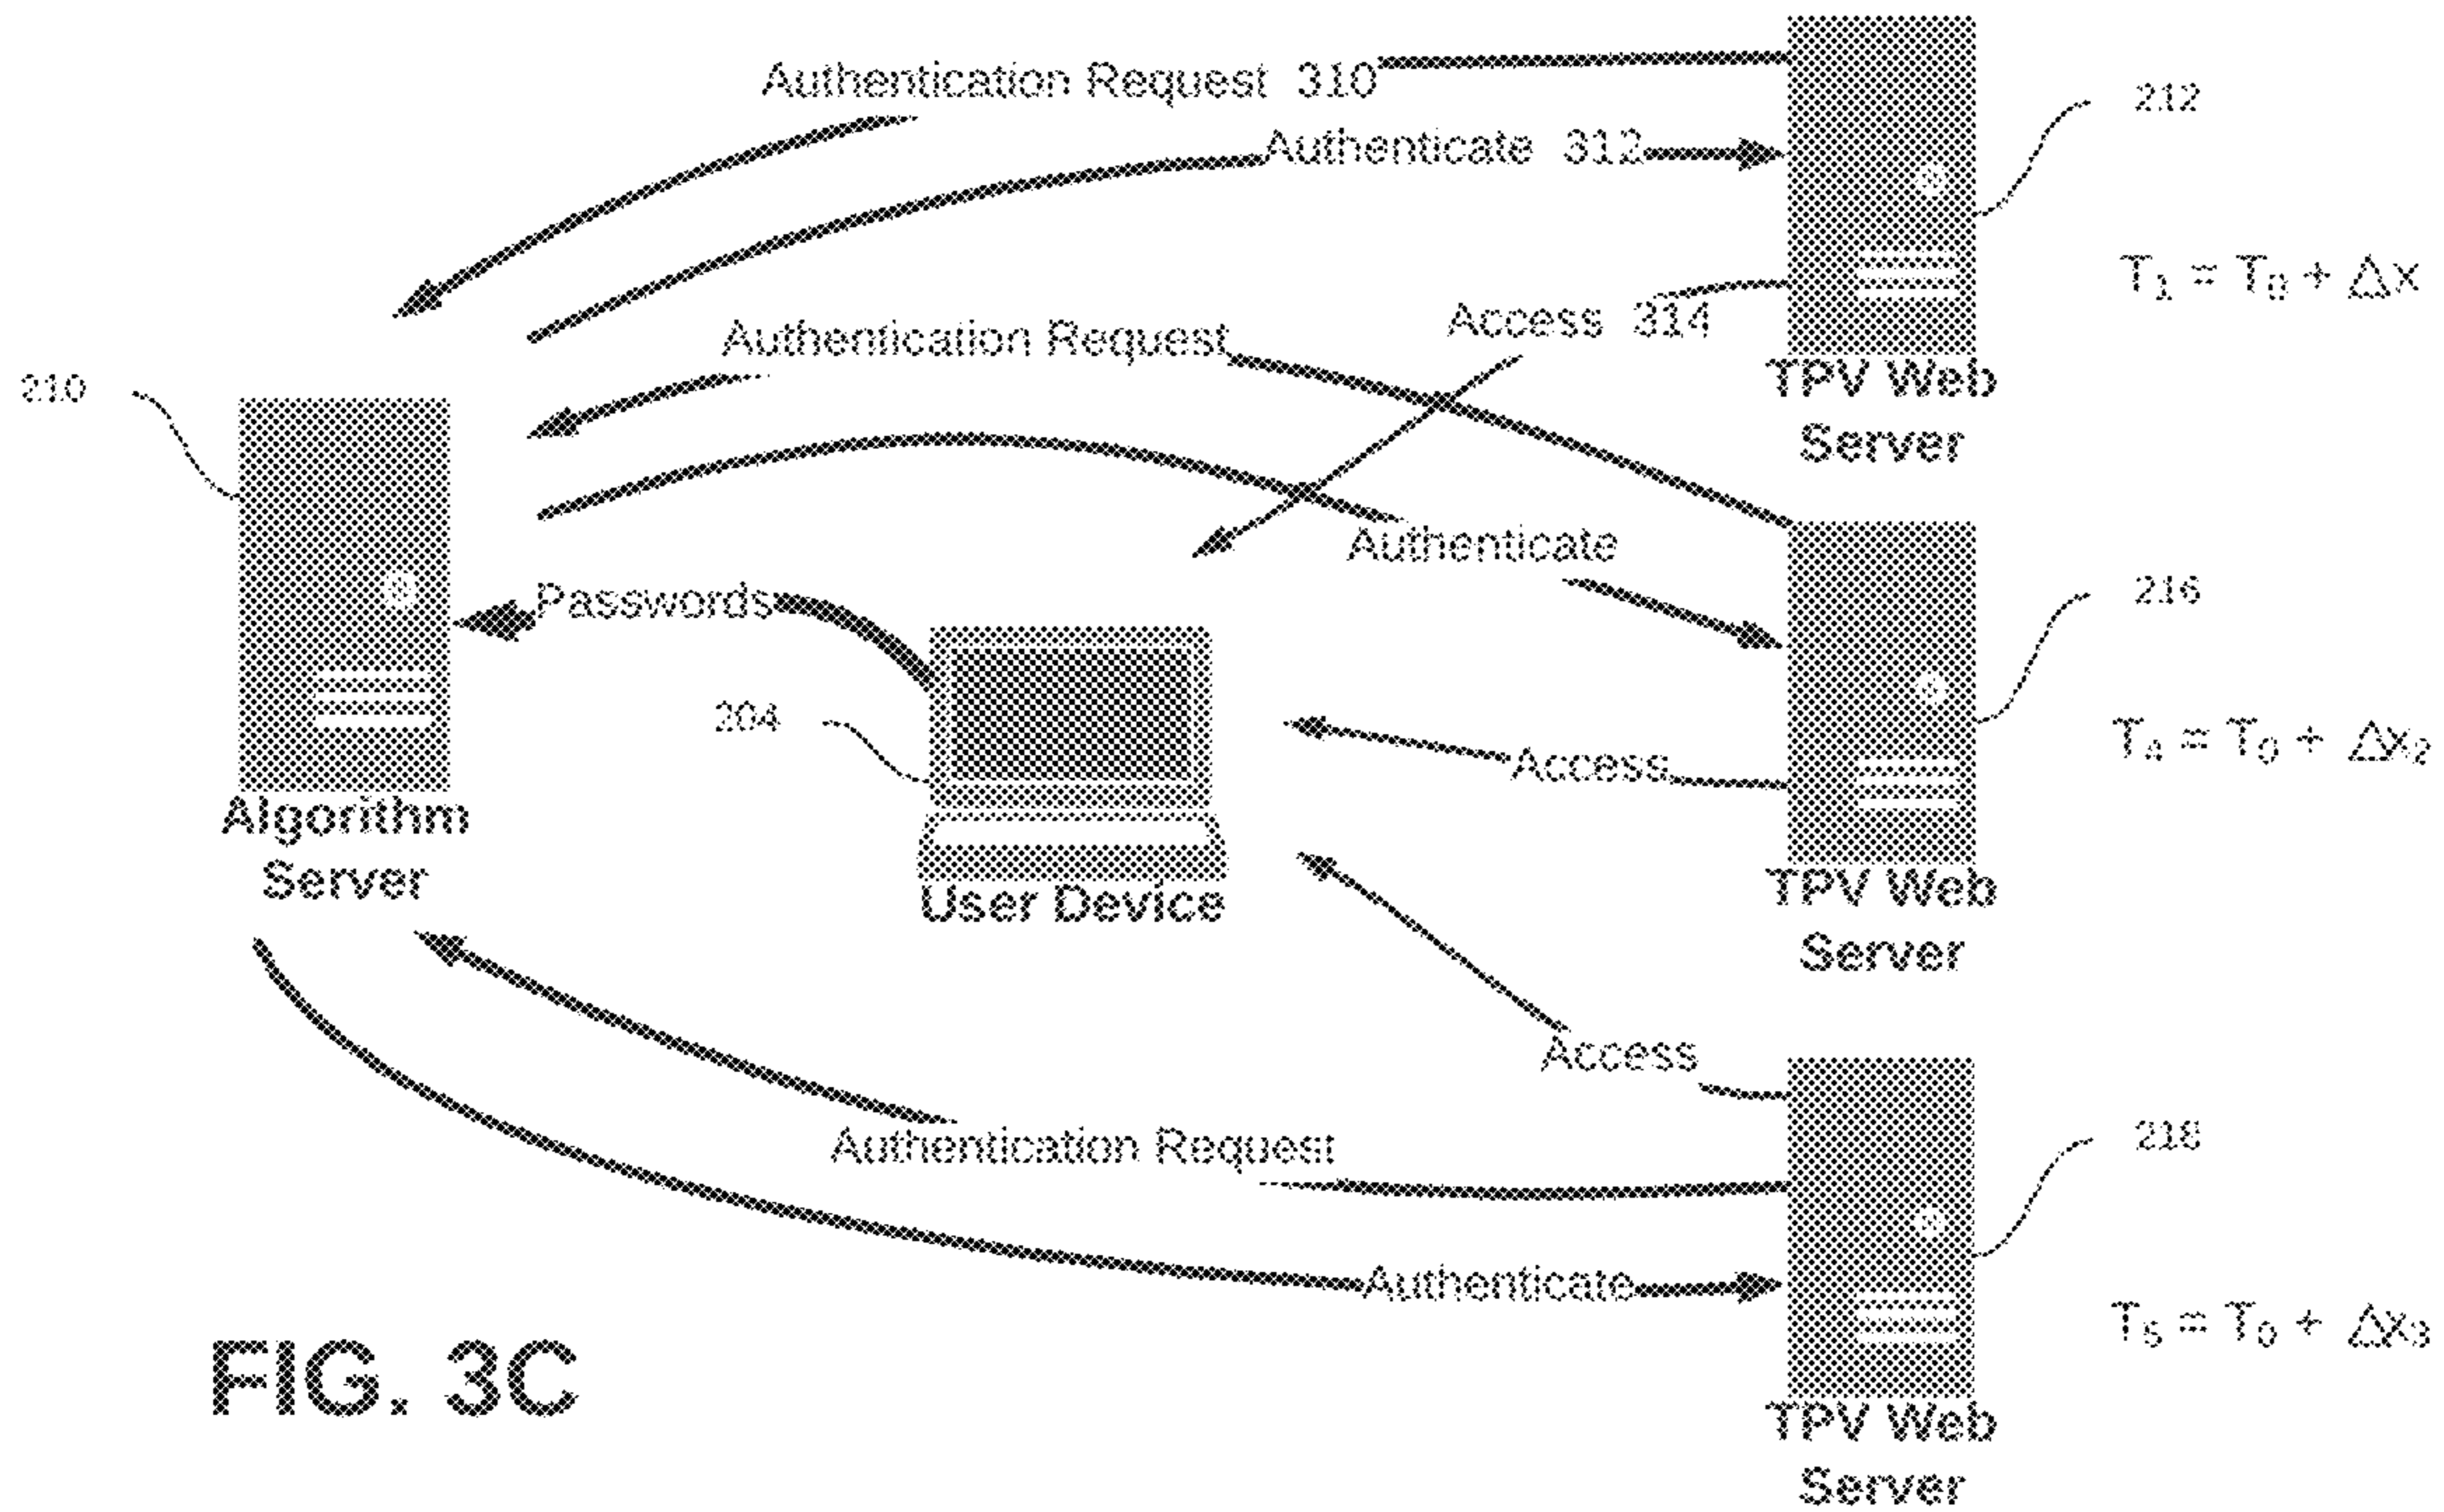 Authentication Request 310
212
Authenticate 312
T₁ = T₀ + Δx
Access 314
Authentication Request
TPV Web
Server
210
Authenticate
216
Passwords
204
T₄ = T₀ + Δx₂
Access
Algorithm
Server
User Device
TPV Web
Server
Access
Authentication Request
218
Authenticate
T₅ = T₀ + Δx₃
FIG. 3C
TPV Web
Server